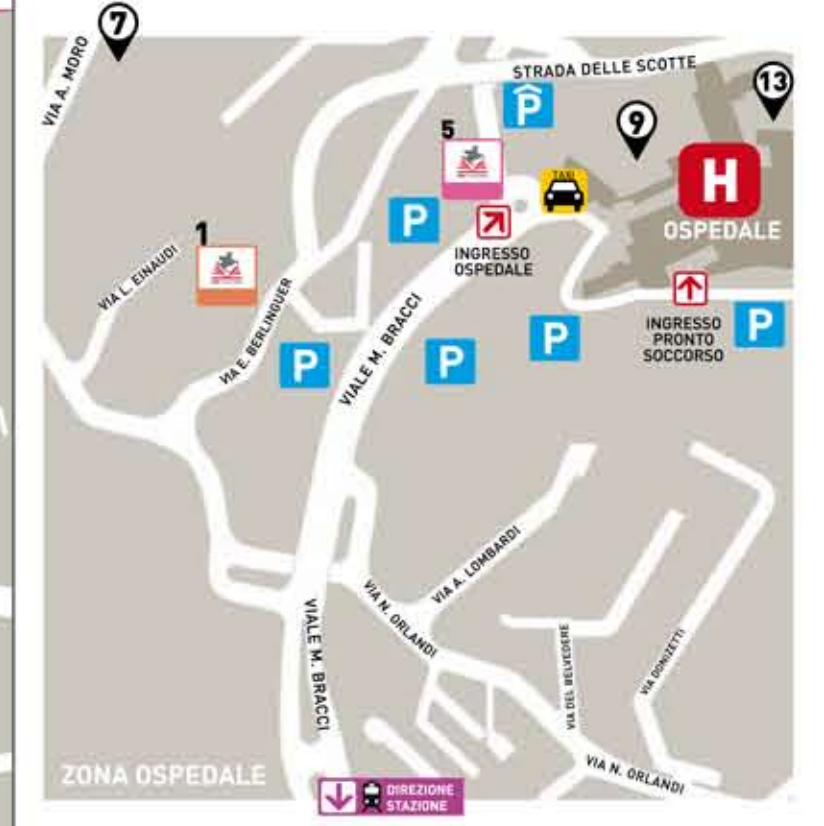 7
VIA A. MORO
STRADA DELLE SCOTTE
13
P
9
5
TAXI
H
P
OSPEDALE
1
INGRESSO
OSPEDALE
VIA L. EINAUDI
VIA E. BERLINGUER
VIALE M. BRACCI
P
P
P
INGRESSO
PRONTO
SOCCORSO
P
VIA A. LOMBARDI
VIA N. ORLANDI
VIALE M. BRACCI
VIA DEL BELVEDERE
VIA DONIZETTI
VIA N. ORLANDI
ZONA OSPEDALE
DIREZIONE
STAZIONE